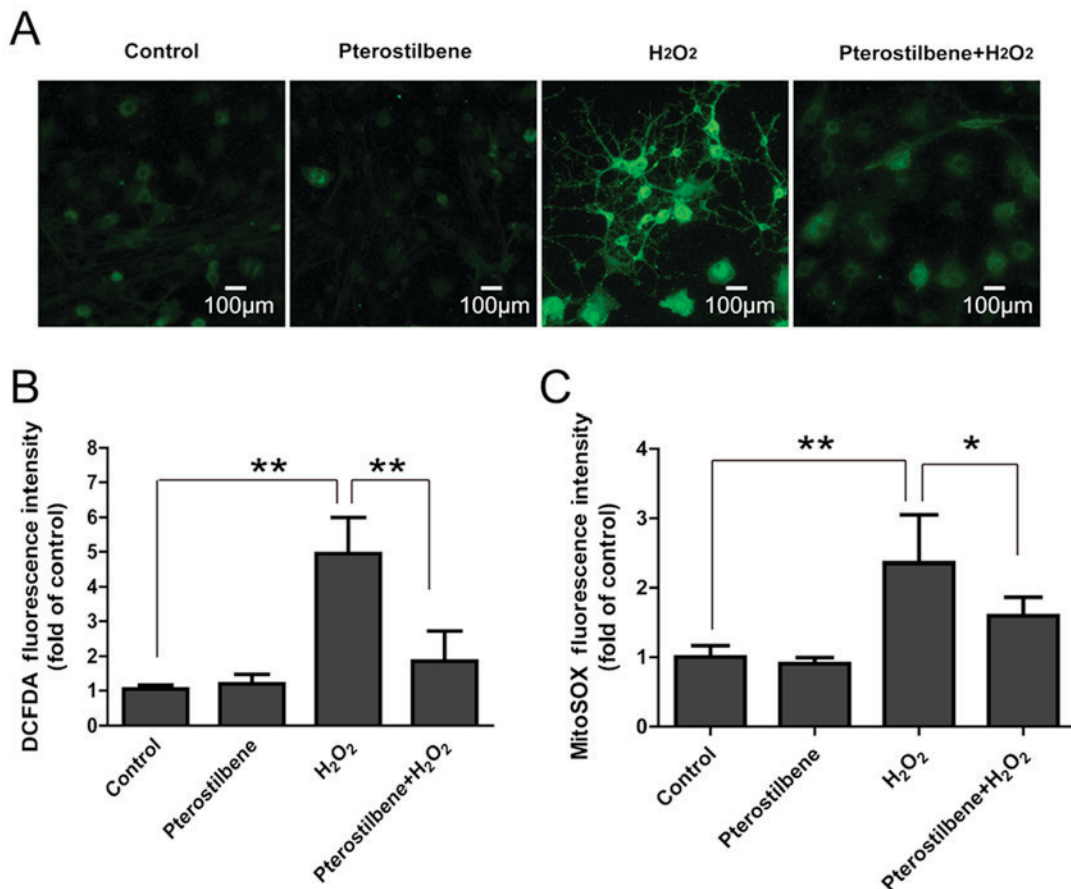 A
Control
Pterostilbene
H2O2
Pterostilbene+H2O2
100μm
100μm
100μm
100μm
B
DCFDA fluorescence intensity
(fold of control)
8
7
6
5
4
3
2
1
0
**
**
Control
Pterostilbene
H₂O₂
Pterostilbene+H₂O₂
C
MitoSOX fluorescence intensity
(fold of control)
4
3
2
1
0
**
*
Control
Pterostilbene
H₂O₂
Pterostilbene+H₂O₂